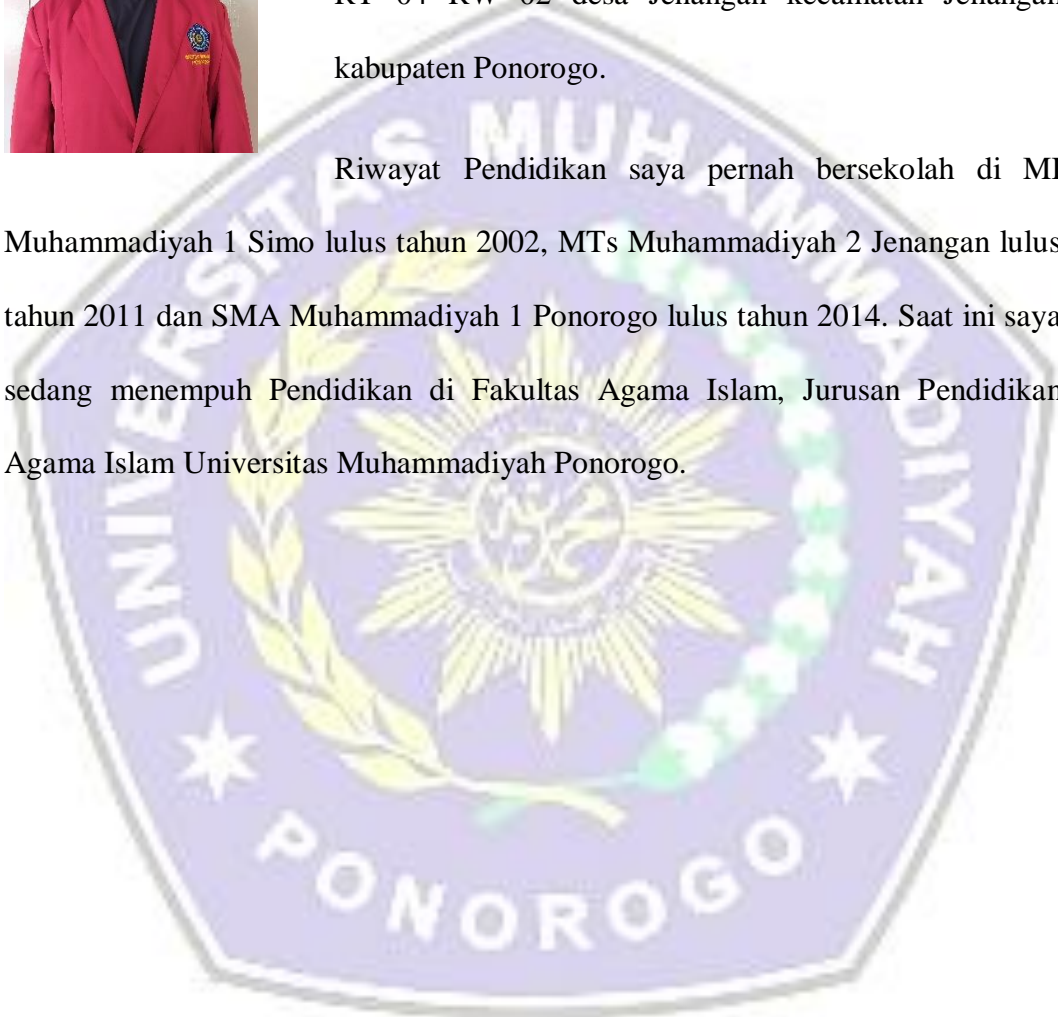 RT 04 RW 02 desa Jenangan kecamatan Jenangan
kabupaten Ponorogo.
Riwayat Pendidikan saya pernah bersekolah di MI
Muhammadiyah 1 Simo lulus tahun 2002, MTs Muhammadiyah 2 Jenangan lulus
tahun 2011 dan SMA Muhammadiyah 1 Ponorogo lulus tahun 2014. Saat ini saya
sedang menempuh Pendidikan di Fakultas Agama Islam, Jurusan Pendidikan
Agama Islam Universitas Muhammadiyah Ponorogo.
UNIVERSITAS MUHAMMADIYAH
PONOROGO